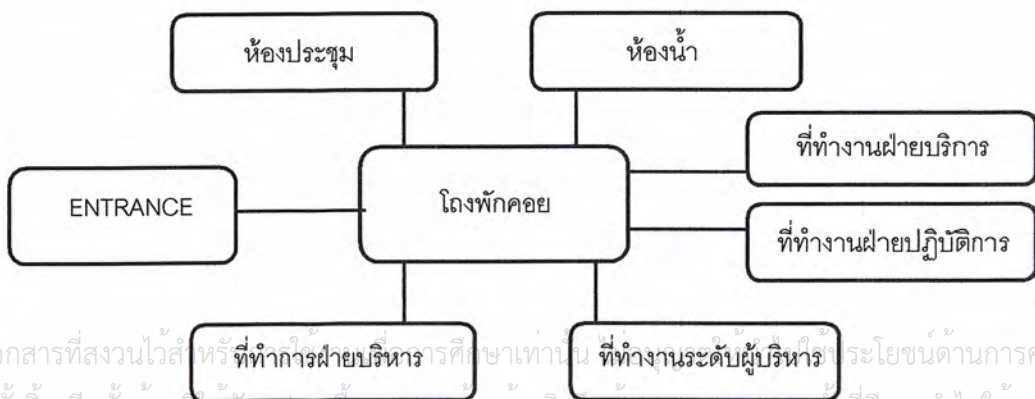 ห้องประชุม
ห้องน้ำ
ที่ทำงานฝ่ายบริการ
ENTRANCE
โถงพักคอย
ที่ทำงานฝ่ายปฏิบัติการ
ที่ทำการฝ่ายบริหาร
ที่ทำงานระดับผู้บริหาร